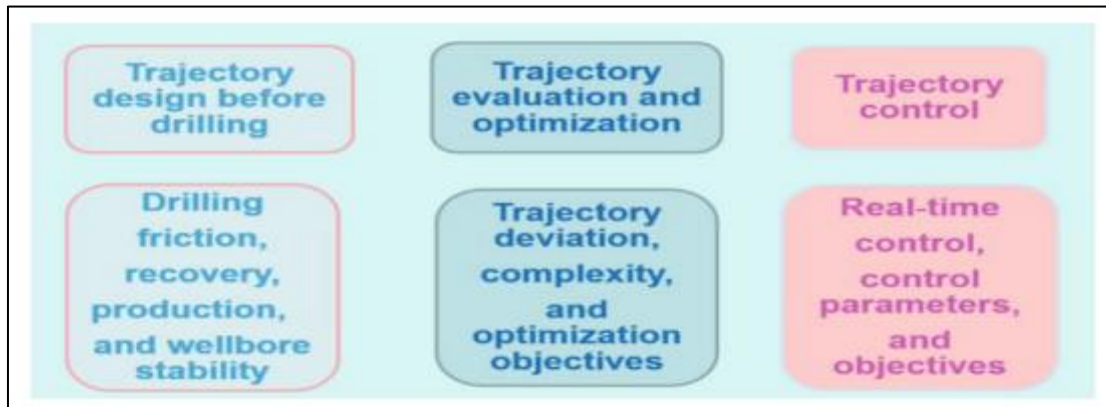 Trajectory
design before
drilling
Trajectory
evaluation and
optimization
Trajectory
control
Drilling
friction,
recovery,
production,
and wellbore
stability
Trajectory
deviation,
complexity,
and
optimization
objectives
Real-time
control,
control
parameters,
and
objectives